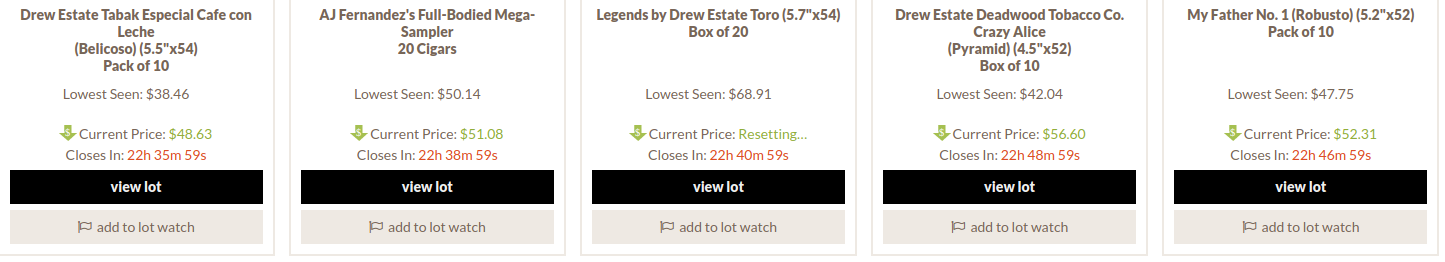 Drew Estate Tabak Especial Cafe con
Leche
(Belicoso) (5.5"x54)
Pack of 10
Lowest Seen: $38.46
Current Price: $48.63
Closes In: 22h 35m 59s
view lot
add to lot watch
AJ Fernandez's Full-Bodied Mega-
Sampler
20 Cigars
Lowest Seen: $50.14
Current Price: $51.08
Closes In: 22h 38m 59s
view lot
add to lot watch
Legends by Drew Estate Toro (5.7"x54)
Box of 20
Lowest Seen: $68.91
Current Price: Resetting...
Closes In: 22h 40m 59s
view lot
add to lot watch
Drew Estate Deadwood Tobacco Co.
Crazy Alice
(Pyramid) (4.5"x52)
Box of 10
Lowest Seen: $42.04
Current Price: $56.60
Closes In: 22h 48m 59s
view lot
add to lot watch
My Father No. 1 (Robusto) (5.2"x52)
Pack of 10
Lowest Seen: $47.75
Current Price: $52.31
Closes In: 22h 46m 59s
view lot
add to lot watch